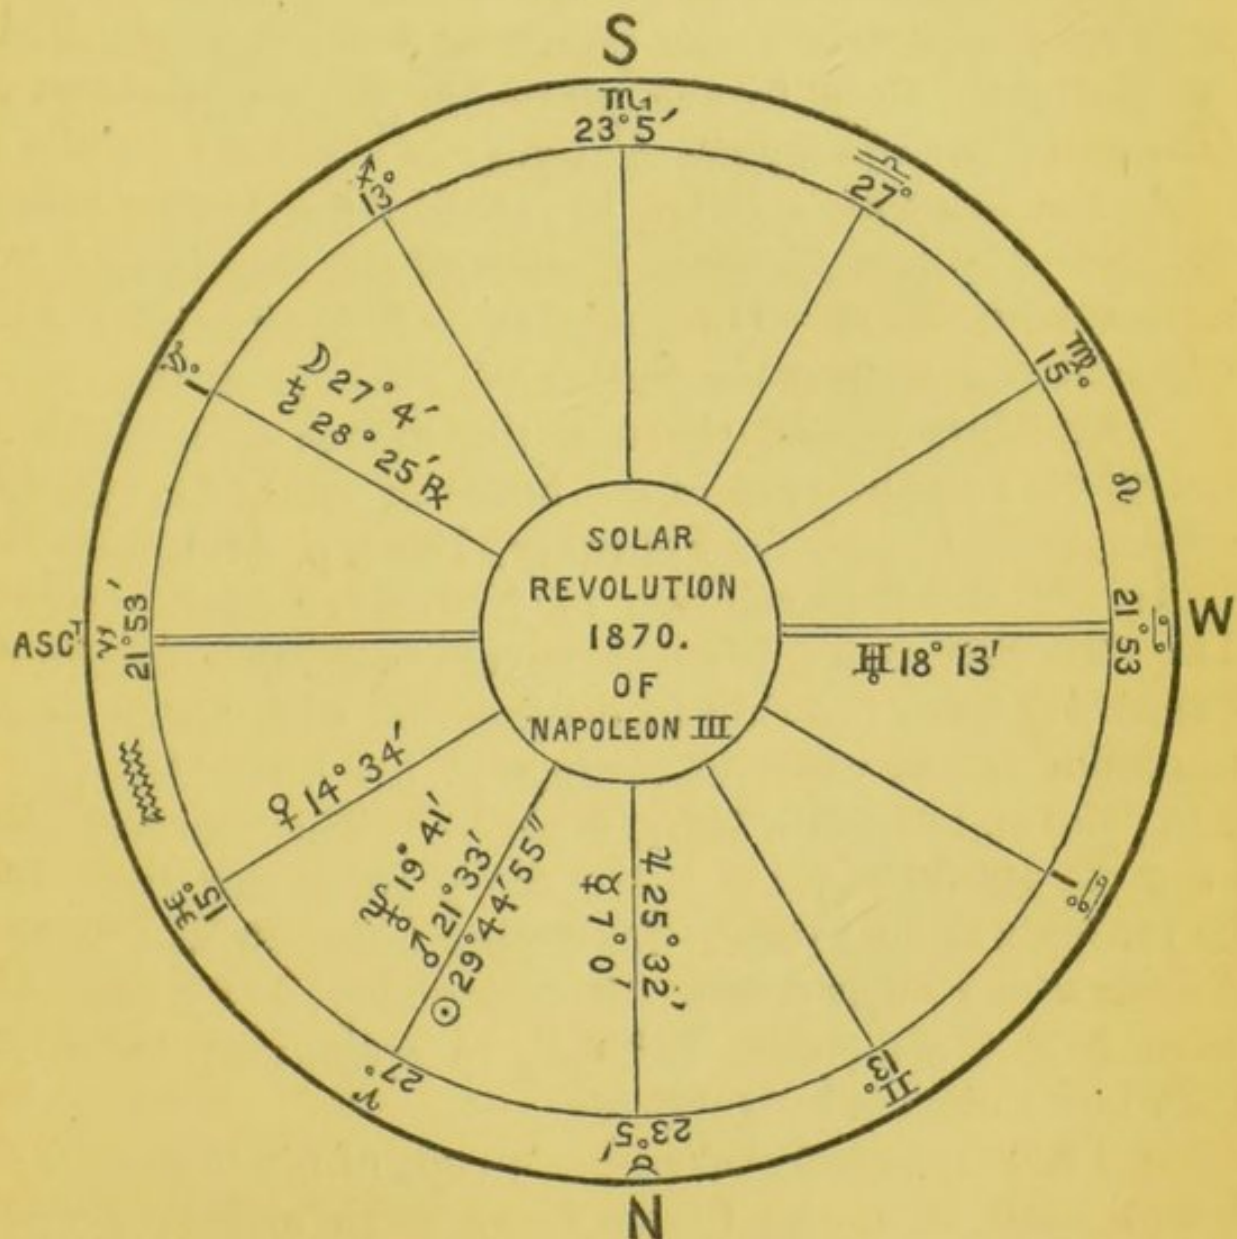 S
♏
23° 5′
♎
27°
♍
15°
♌
♋
21° 53
W
♋
♊
13°
♉
23° 5′
N
♈
27°
♓
15°
♒
ASCᵗ ♑ 21° 53′
♑
♐
13°
☽ 27° 4′
♄ 28° 25′ ℞
♅ 18° 13′
♀ 14° 34′
♆ 19° 41′
♂ 21° 33′
☉ 29° 44′ 55″
☿ 7° 0′
♃ 25° 32′
SOLAR
REVOLUTION
1870.
OF
NAPOLEON III